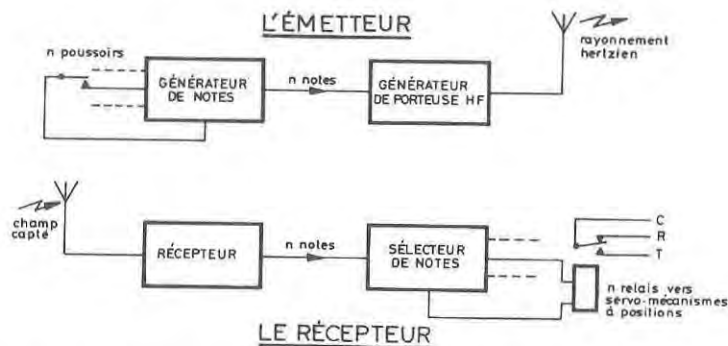 L'ÉMETTEUR
n poussoirs
GÉNÉRATEUR
DE NOTES
n notes
GÉNÉRATEUR
DE PORTEUSE HF
rayonnement
hertzien
champ
capté
RÉCEPTEUR
n notes
SÉLECTEUR
DE NOTES
C
R
T
n relais vers
servo-mécanismes
à positions
LE RÉCEPTEUR